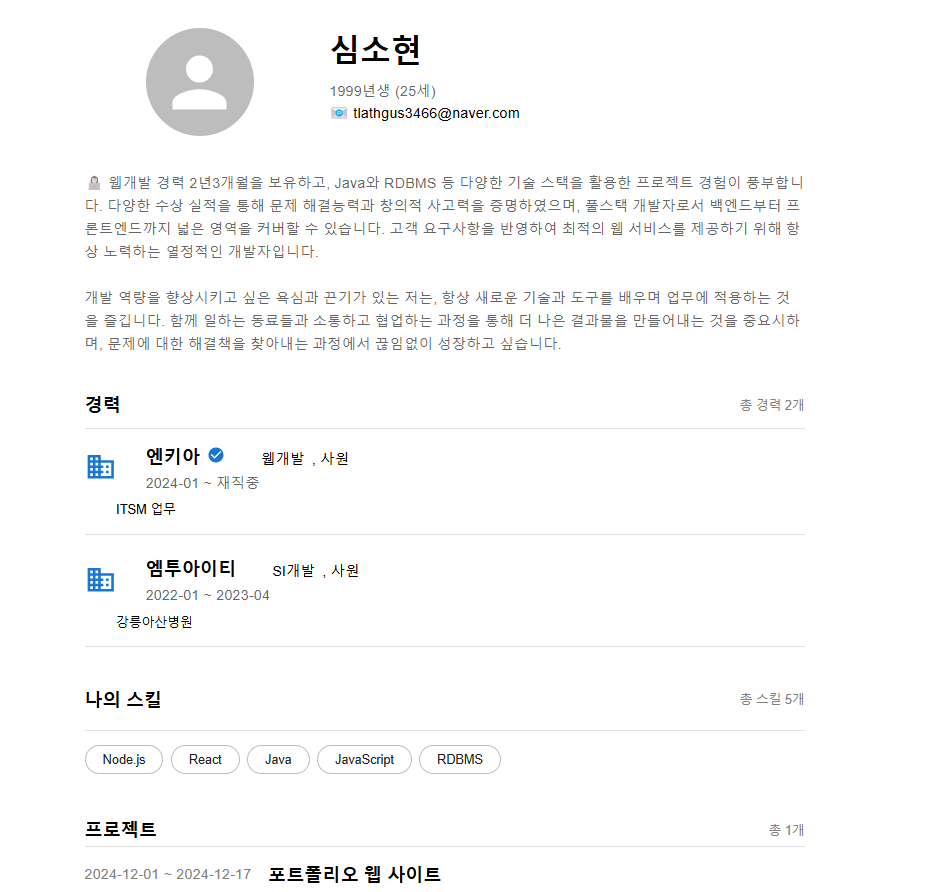 심소현
1999년생 (25세)
tlathgus3466@naver.com
웹개발 경력 2년3개월을 보유하고, Java와 RDBMS 등 다양한 기술 스택을 활용한 프로젝트 경험이 풍부합니
다. 다양한 수상 실적을 통해 문제 해결능력과 창의적 사고력을 증명하였으며, 풀스택 개발자로서 백엔드부터 프
론트엔드까지 넓은 영역을 커버할 수 있습니다. 고객 요구사항을 반영하여 최적의 웹 서비스를 제공하기 위해 항
상 노력하는 열정적인 개발자입니다.
개발 역량을 향상시키고 싶은 욕심과 끈기가 있는 저는, 항상 새로운 기술과 도구를 배우며 업무에 적용하는 것
을 즐깁니다. 함께 일하는 동료들과 소통하고 협업하는 과정을 통해 더 나은 결과물을 만들어내는 것을 중요시하
며, 문제에 대한 해결책을 찾아내는 과정에서 끊임없이 성장하고 싶습니다.
경력 총 경력 2개
엔키아 웹개발 , 사원
2024-01 ~ 재직중
ITSM 업무
엠투아이티 SI개발 , 사원
2022-01 ~ 2023-04
강릉아산병원
나의 스킬 총 스킬 5개
Node.js React Java JavaScript RDBMS
프로젝트 총 1개
2024-12-01 ~ 2024-12-17 포트폴리오 웹 사이트